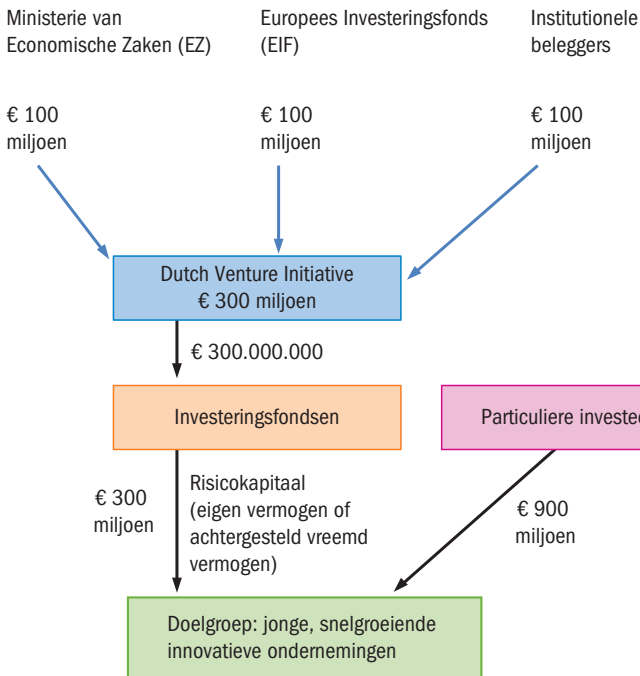 Ministerie van
Economische Zaken (EZ)
Europees Investeringsfonds
(EIF)
Institutionele
beleggers
€ 100
miljoen
€ 100
miljoen
€ 100
miljoen
Dutch Venture Initiative
€ 300 miljoen
€ 300.000.000
Investeringsfondsen
Particuliere
€ 300
miljoen
Risicokapitaal
(eigen vermogen of
achtergesteld vreemd
vermogen)
€ 900
miljoen
Doelgroep: jonge, snelgroeiende
innovatieve ondernemingen